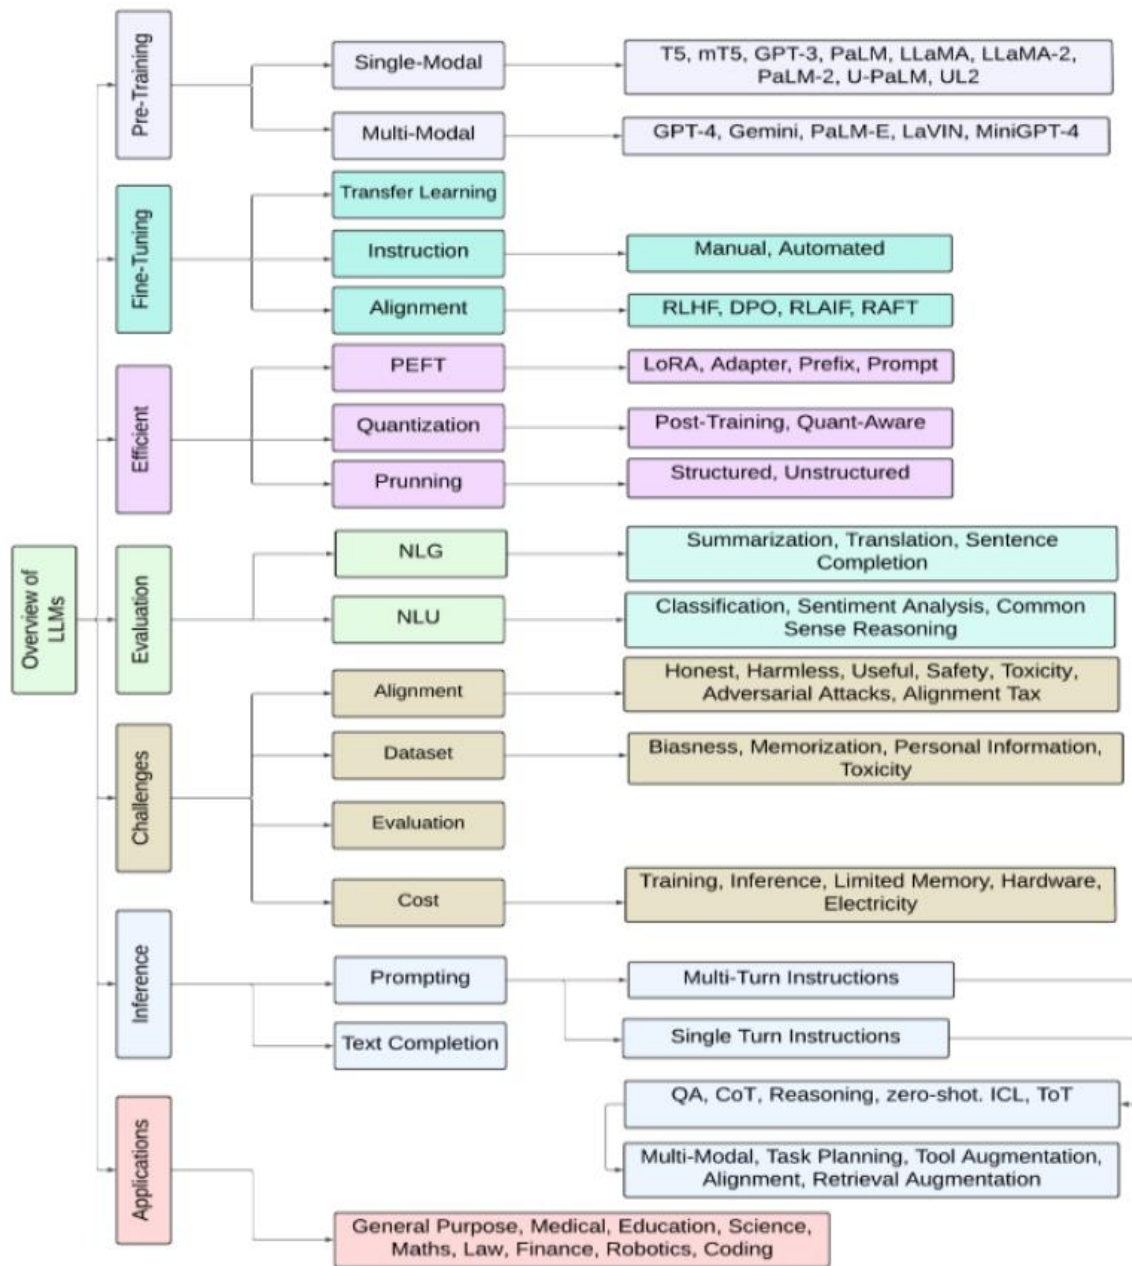 Overview of
LLMs
Pre-Training
Single-Modal
T5, mT5, GPT-3, PaLM, LLaMA, LLaMA-2,
PaLM-2, U-PaLM, UL2
Multi-Modal
GPT-4, Gemini, PaLM-E, LaVIN, MiniGPT-4
Fine-Tuning
Transfer Learning
Instruction
Manual, Automated
Alignment
RLHF, DPO, RLAIF, RAFT
Efficient
PEFT
LoRA, Adapter, Prefix, Prompt
Quantization
Post-Training, Quant-Aware
Prunning
Structured, Unstructured
Evaluation
NLG
Summarization, Translation, Sentence
Completion
NLU
Classification, Sentiment Analysis, Common
Sense Reasoning
Challenges
Alignment
Honest, Harmless, Useful, Safety, Toxicity,
Adversarial Attacks, Alignment Tax
Dataset
Biasness, Memorization, Personal Information,
Toxicity
Evaluation
Cost
Training, Inference, Limited Memory, Hardware,
Electricity
Inference
Prompting
Multi-Turn Instructions
Single Turn Instructions
Text Completion
QA, CoT, Reasoning, zero-shot. ICL, ToT
Multi-Modal, Task Planning, Tool Augmentation,
Alignment, Retrieval Augmentation
Applications
General Purpose, Medical, Education, Science,
Maths, Law, Finance, Robotics, Coding